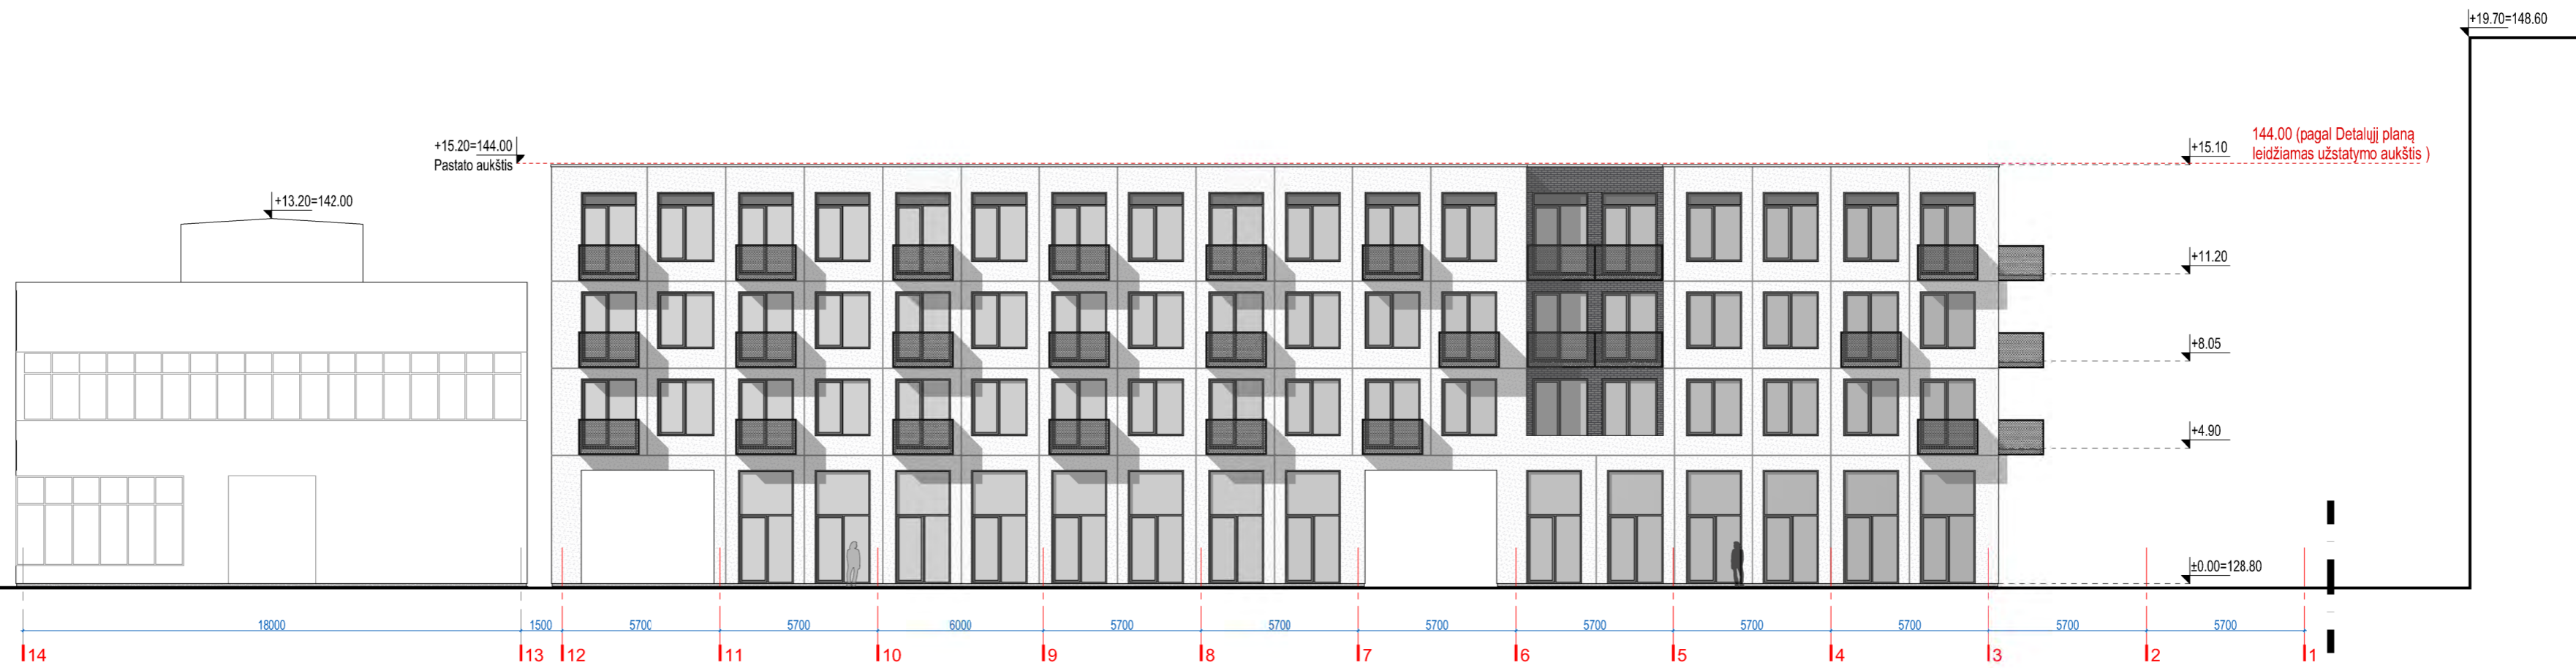 +19.70=148.60
+15.20=144.00
Pastato aukštis
+15.10
144.00 (pagal Detalųjį planą
leidžiamas užstatymo aukštis )
+13.20=142.00
+11.20
+8.05
+4.90
±0.00=128.80
18000 1500 5700 5700 6000 5700 5700 5700 5700 5700 5700 5700 5700
14 13 12 11 10 9 8 7 6 5 4 3 2 1